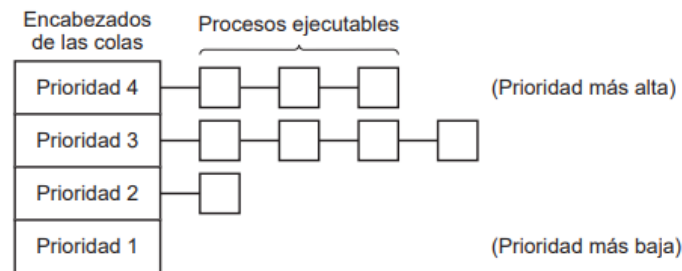 Encabezados
de las colas
Procesos ejecutables
Prioridad 4
(Prioridad más alta)
Prioridad 3
Prioridad 2
Prioridad 1
(Prioridad más baja)